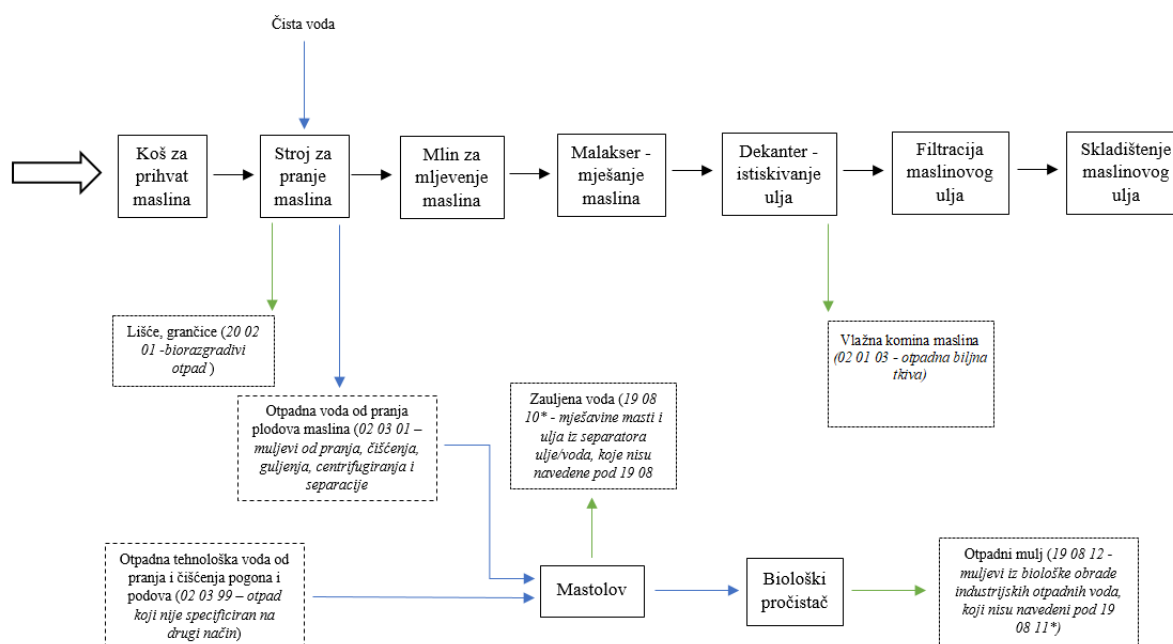 Čista voda
Koš za
prihvat
maslina
Stroj za
pranje
maslina
Mlin za
mljevenje
maslina
Malakser -
mješanje
maslina
Dekanter -
istiskivanje
ulja
Filtracija
maslinovog
ulja
Skladištenje
maslinovog
ulja
Lišće, grančice (20 02
01 -biorazgradivi
otpad )
Vlažna komina maslina
(02 01 03 - otpadna biljna
tkiva)
Otpadna voda od pranja
plodova maslina (02 03 01 –
muljevi od pranja, čišćenja,
guljenja, centrifugiranja i
separacije
Zauljena voda (19 08
10* - mješavine masti i
ulja iz separatora
ulje/voda, koje nisu
navedene pod 19 08
Otpadna tehnološka voda od
pranja i čišćenja pogona i
podova (02 03 99 – otpad
koji nije specificiran na
drugi način)
Mastolov
Biološki
pročistač
Otpadni mulj (19 08 12 -
muljevi iz biološke obrade
industrijskih otpadnih voda,
koji nisu navedeni pod 19
08 11*)